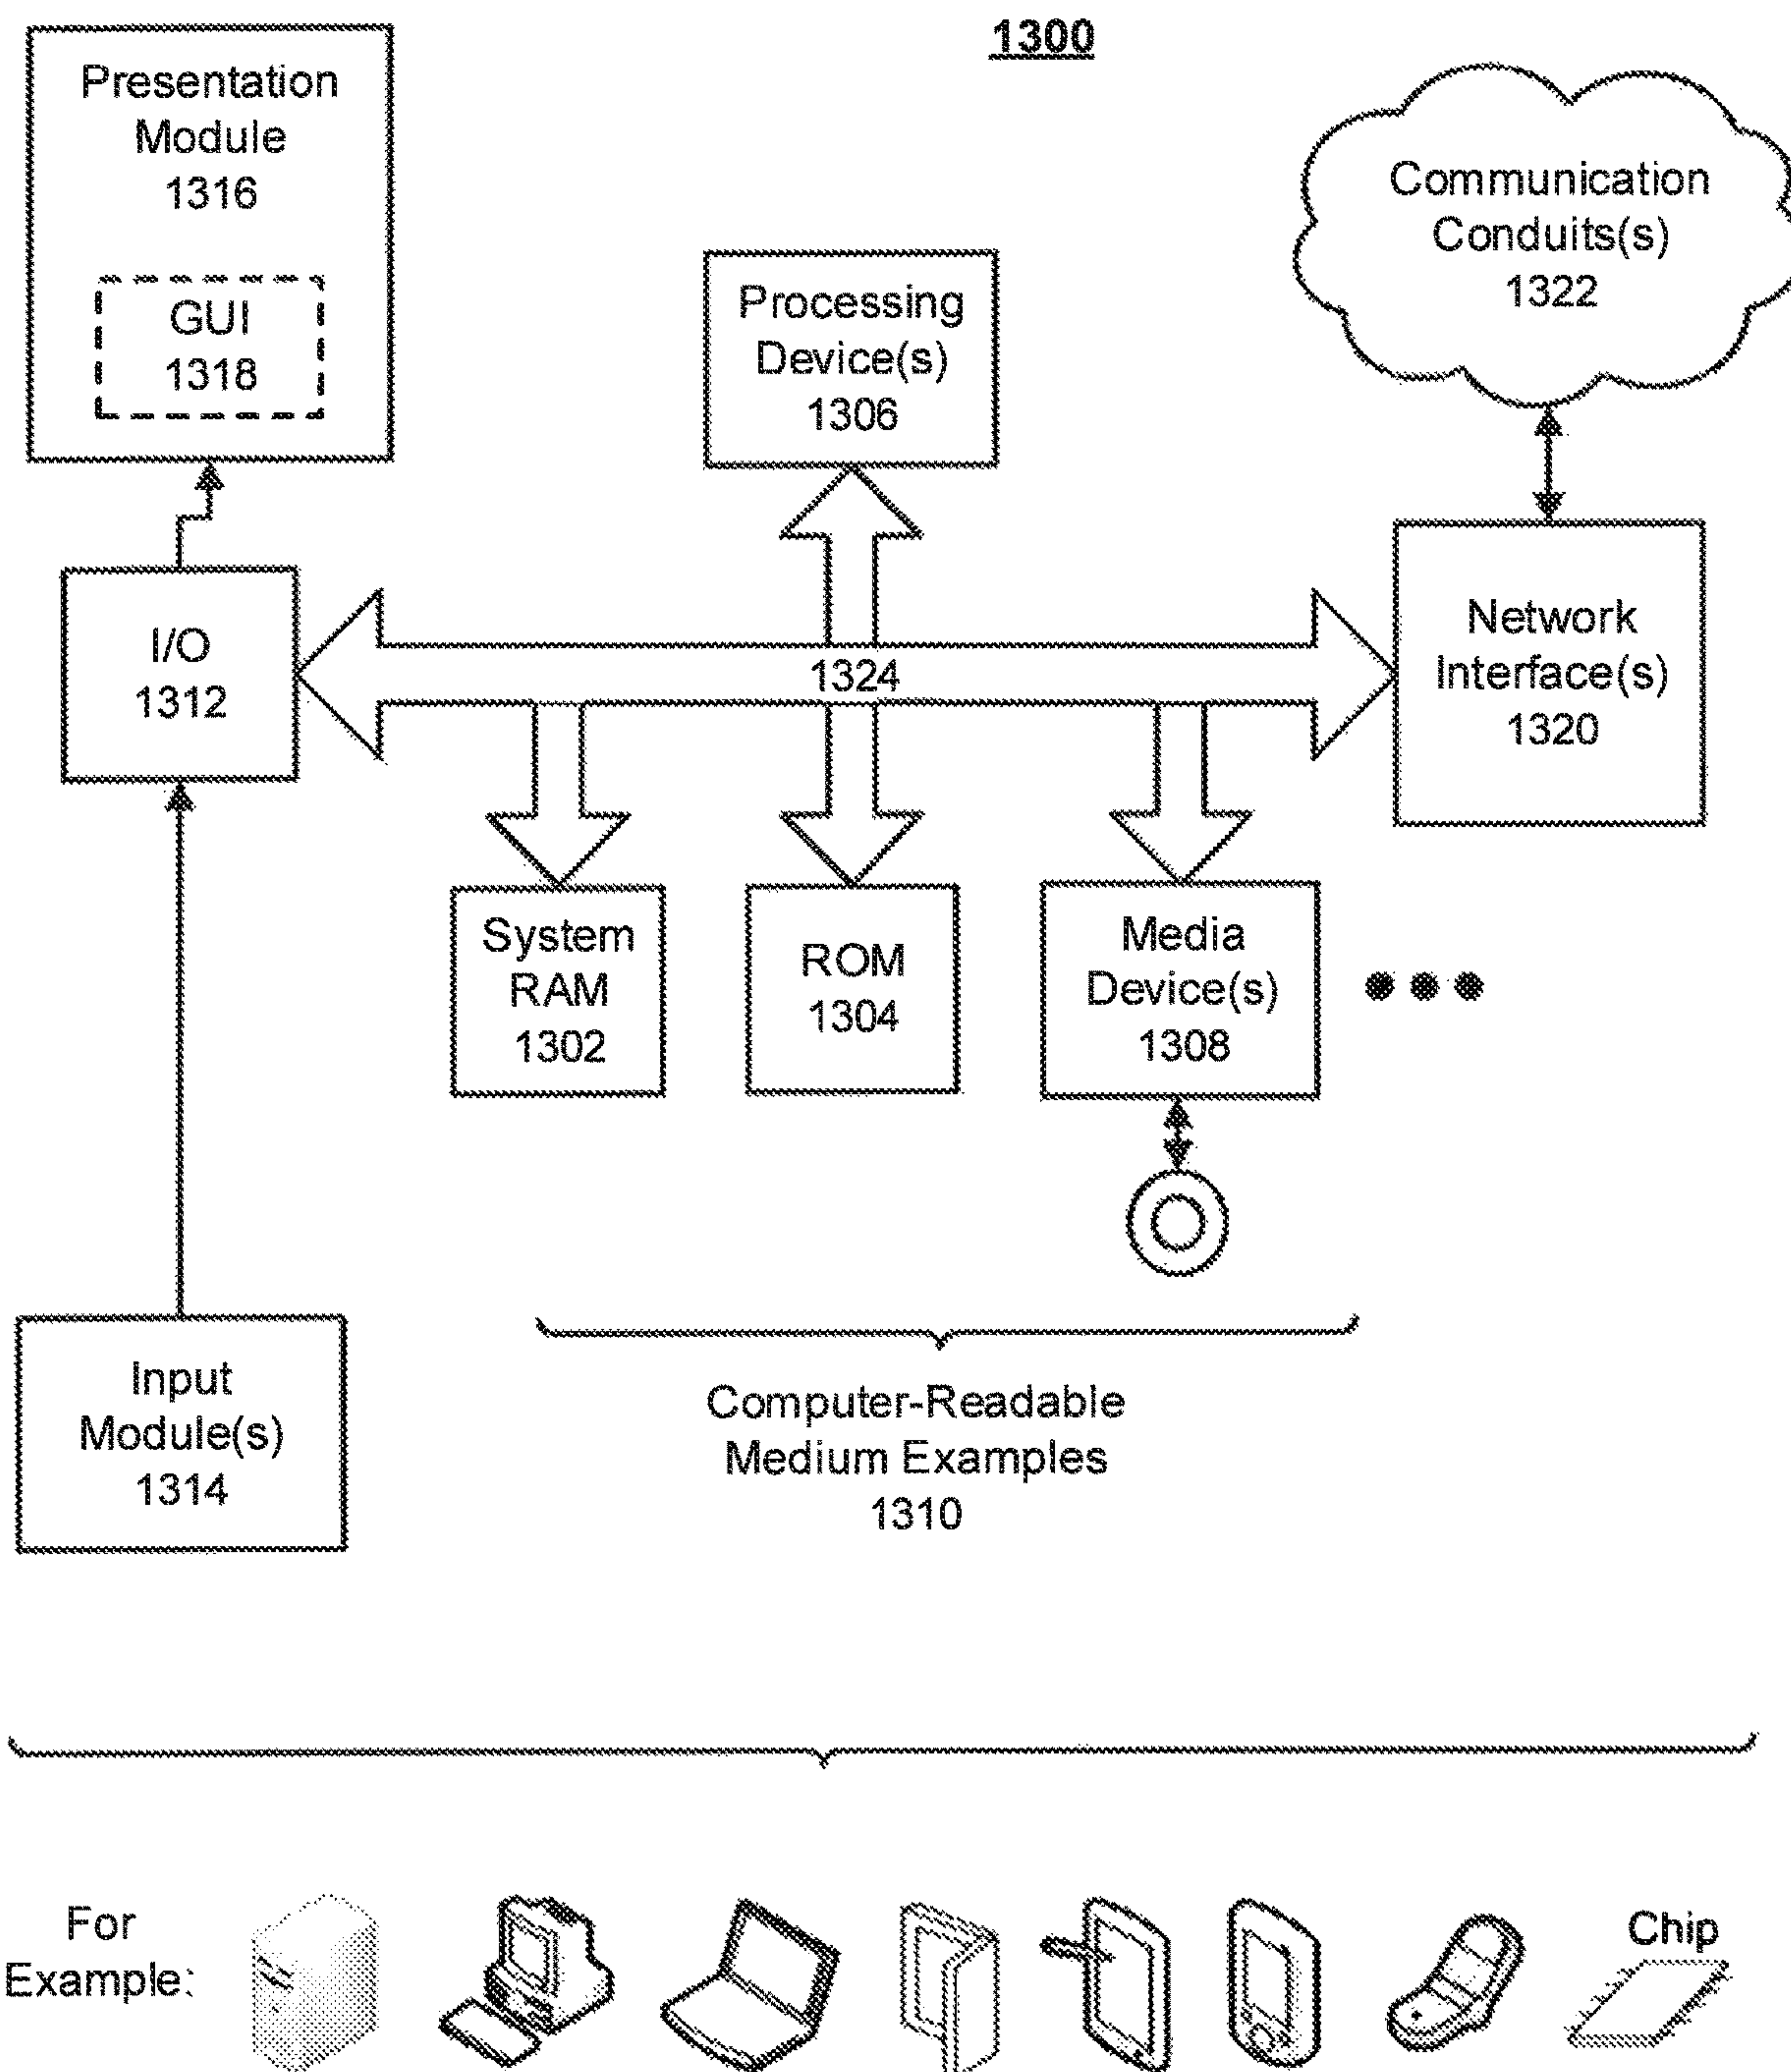 1300
Presentation
Module
1316
GUI
1318
Processing
Device(s)
1306
Communication
Conduits(s)
1322
I/O
1312
1324
Network
Interface(s)
1320
System
RAM
1302
ROM
1304
Media
Device(s)
1308
Input
Module(s)
1314
Computer-Readable
Medium Examples
1310
For
Example:
Chip